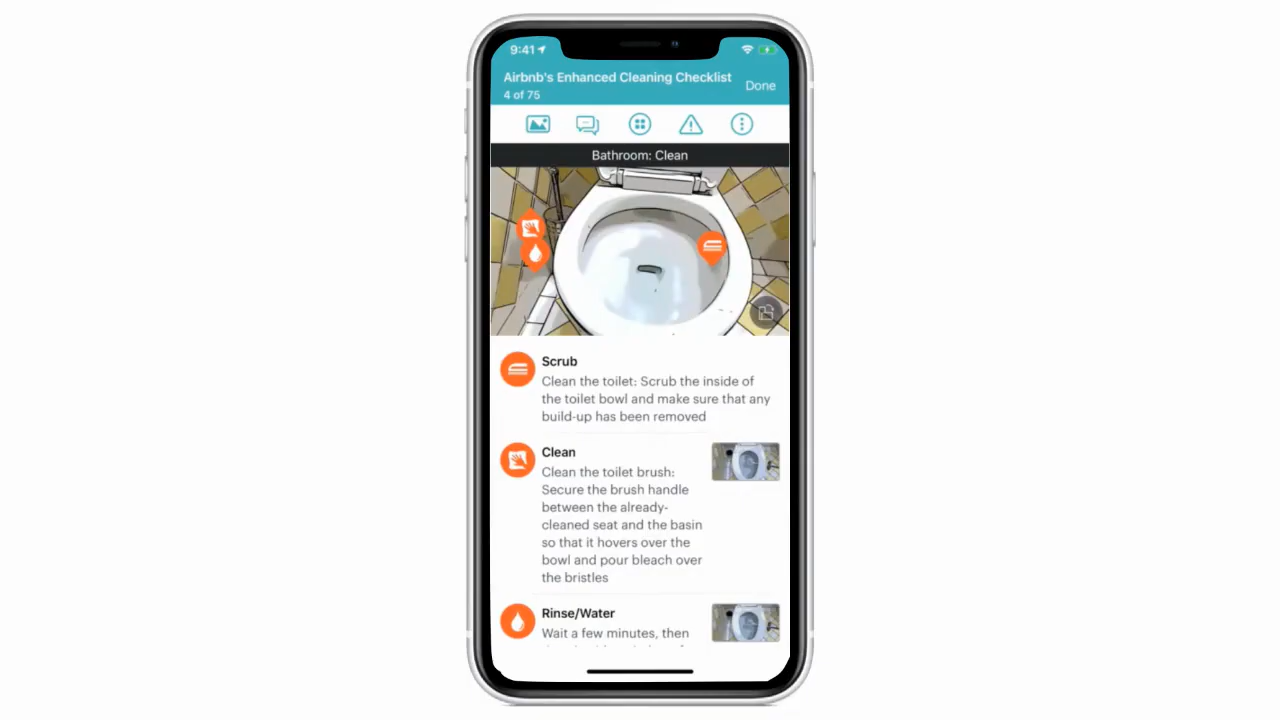 9:41
Airbnb's Enhanced Cleaning Checklist
Done
4 of 75
Bathroom: Clean
Scrub
Clean the toilet: Scrub the inside of
the toilet bowl and make sure that any
build-up has been removed
Clean
Clean the toilet brush:
Secure the brush handle
between the already-
cleaned seat and the basin
so that it hovers over the
bowl and pour bleach over
the bristles
Rinse/Water
Wait a few minutes, then